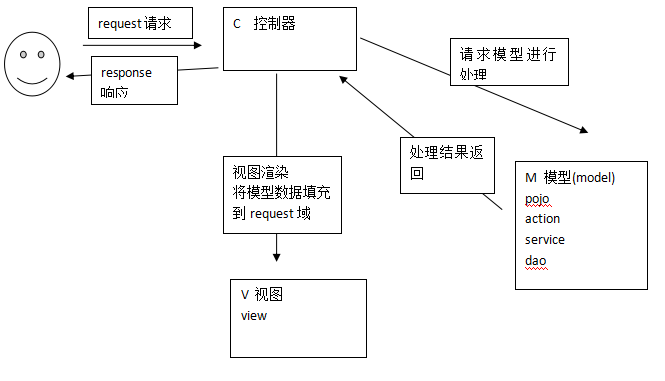 request 请求
C 控制器
response
响应
请求模型进行
处理
处理结果返
回
视图渲染
将模型数据填充
到 request 域
M 模型(model)
pojo
action
service
dao
V 视图
view